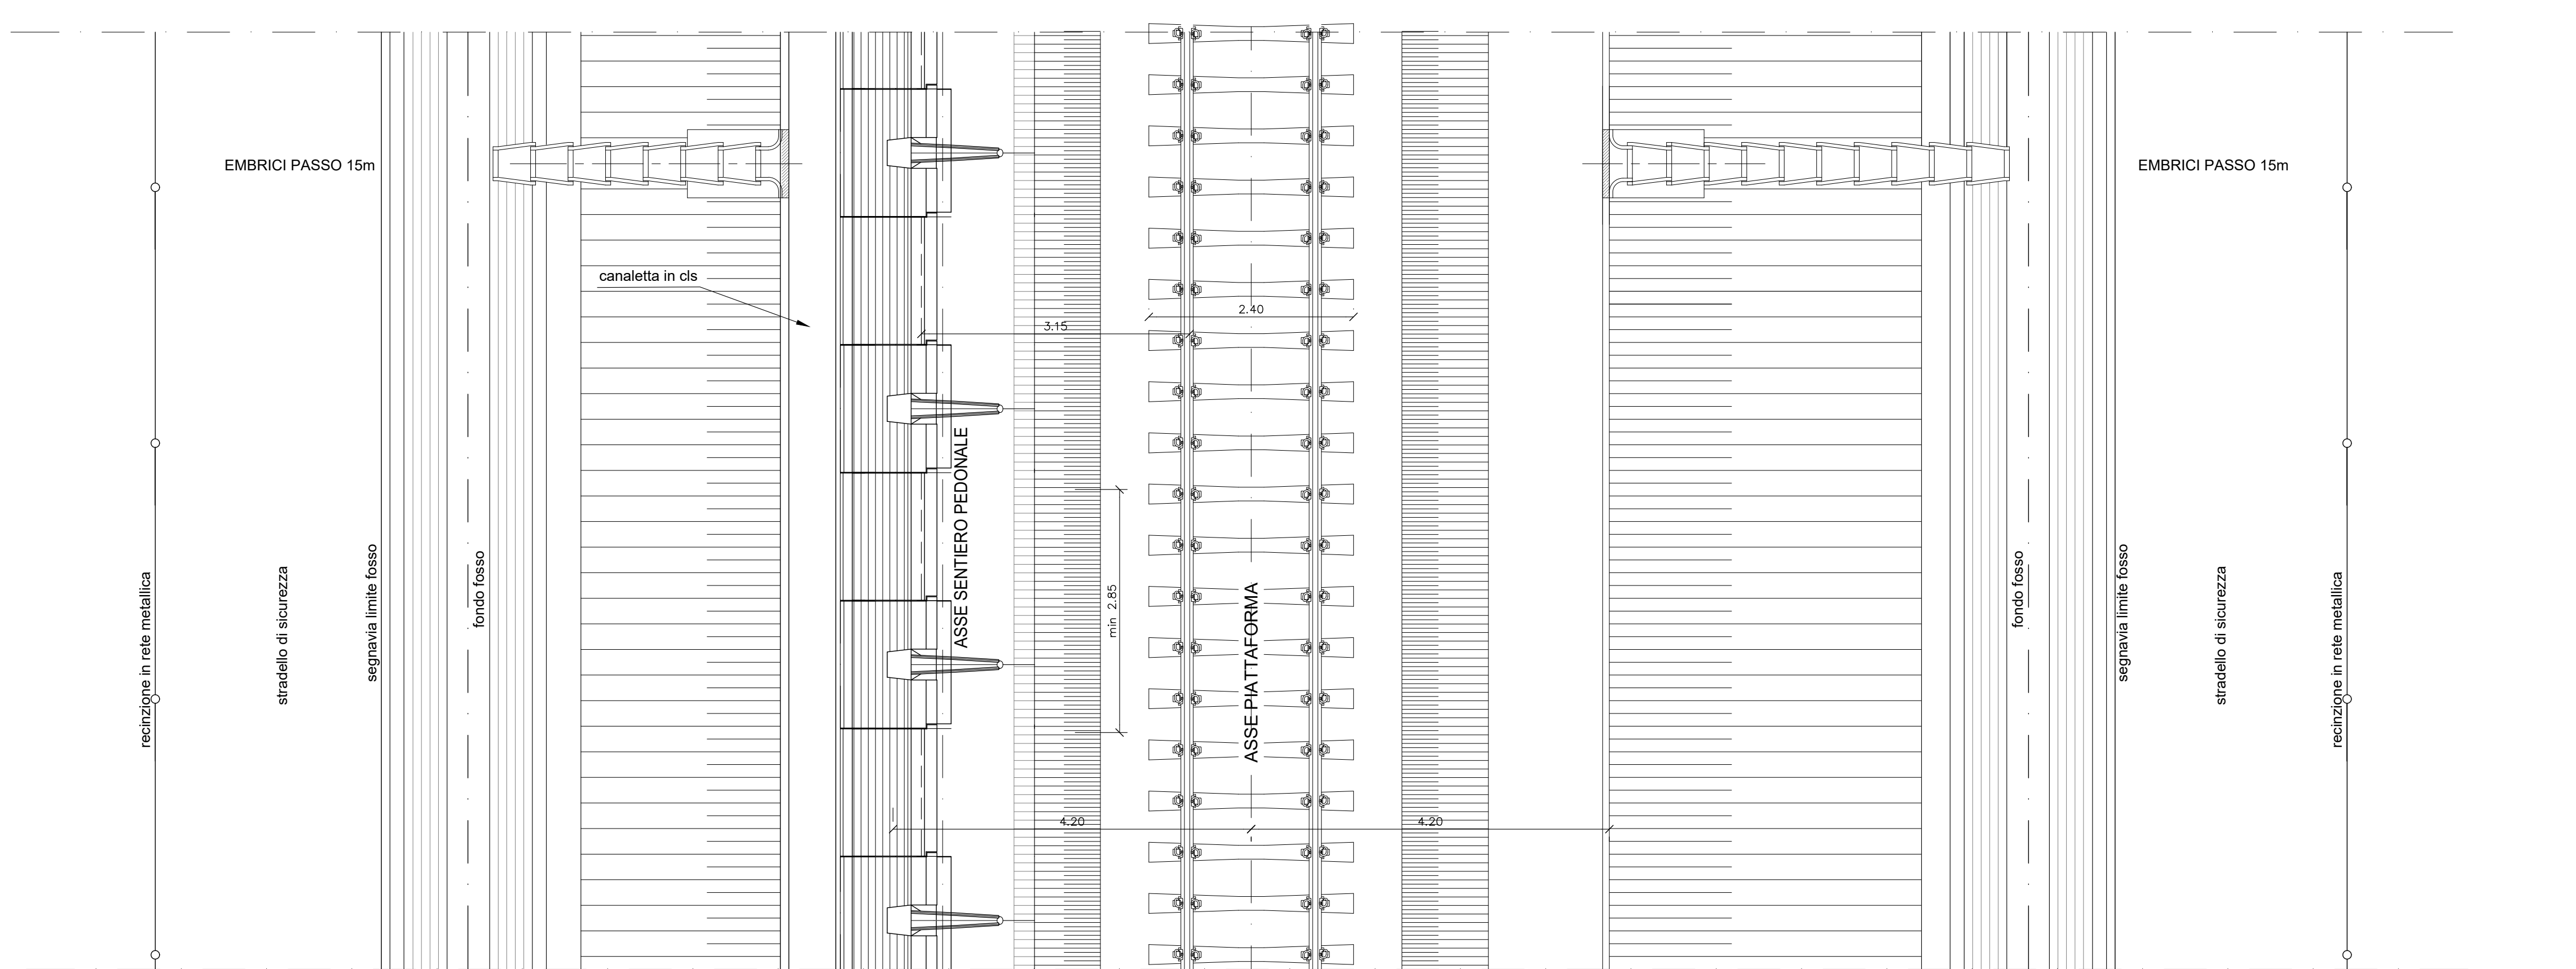 EMBRICI PASSO 15m
EMBRICI PASSO 15m
canaletta in cls
2.40
3.15
recinzione in rete metallica
stradello di sicurezza
segnavia limite fosso
fondo fosso
ASSE SENTIERO PEDONALE
min 2.85
ASSE PIATTAFORMA
fondo fosso
segnavia limite fosso
stradello di sicurezza
recinzione in rete metallica
4.20
4.20